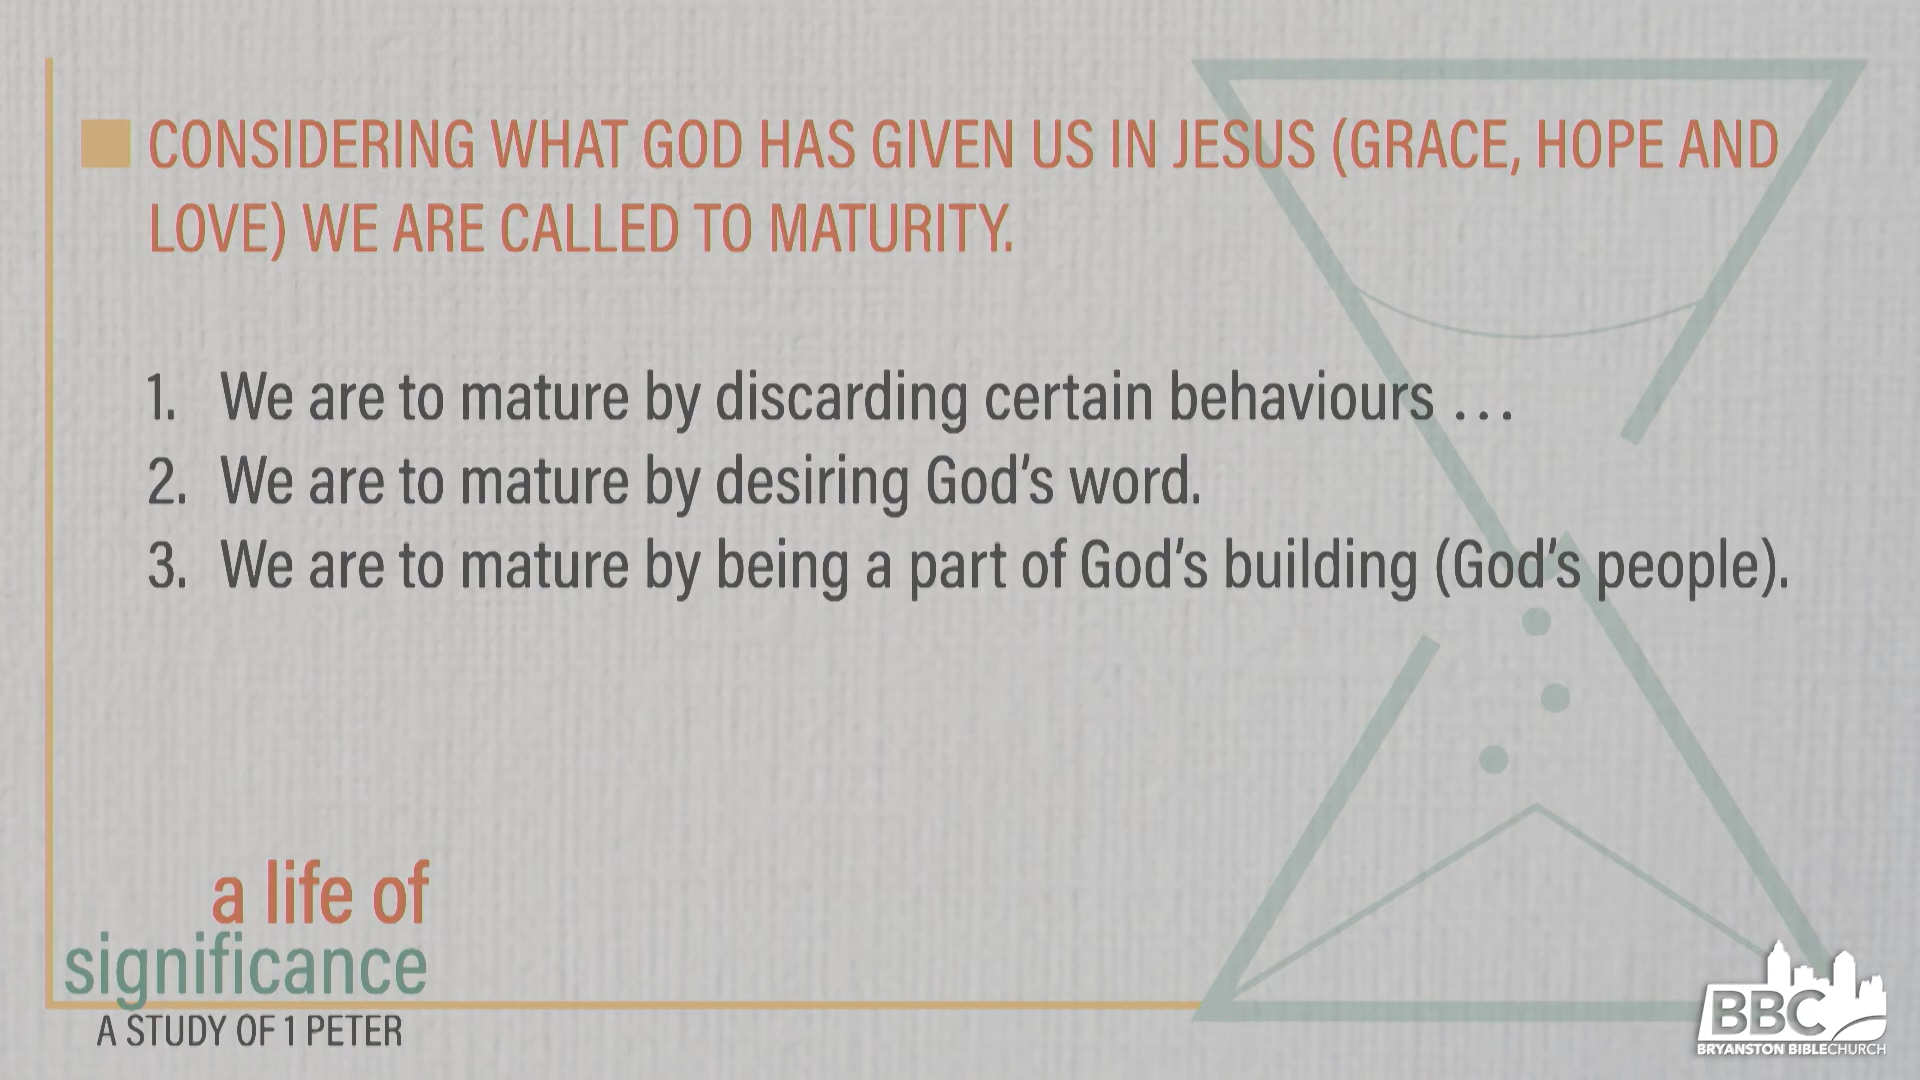 CONSIDERING WHAT GOD HAS GIVEN US IN JESUS (GRACE, HOPE AND
LOVE) WE ARE CALLED TO MATURITY.
1. We are to mature by discarding certain behaviours ...
2. We are to mature by desiring God's word.
3. We are to mature by being a part of God's building (God's people).
a life of
significance
A STUDY OF 1 PETER
BBC
BRYANSTON BIBLECHURCH